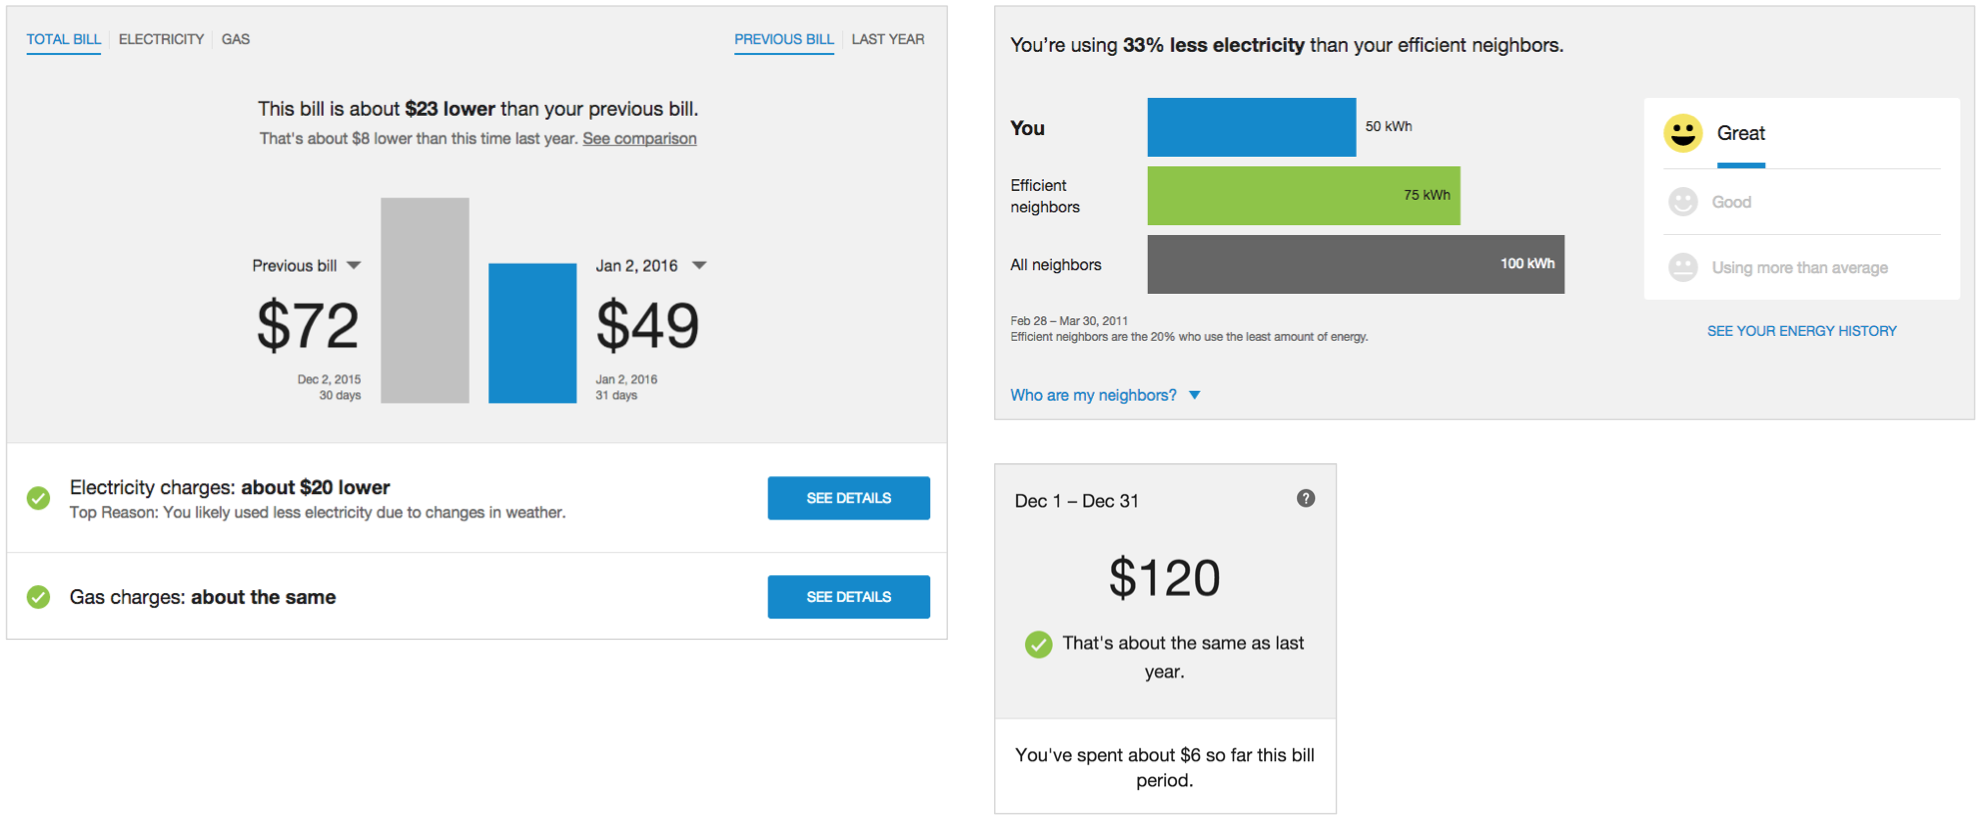 TOTAL BILL ELECTRICITY GAS PREVIOUS BILL LAST YEAR
This bill is about $23 lower than your previous bill.
That's about $8 lower than this time last year. See comparison
Previous bill
$72
Dec 2, 2015
30 days
Jan 2, 2016
$49
Jan 2, 2016
31 days
Electricity charges: about $20 lower
Top Reason: You likely used less electricity due to changes in weather.
SEE DETAILS
Gas charges: about the same
SEE DETAILS
You’re using 33% less electricity than your efficient neighbors.
You
50 kWh
Efficient
neighbors
75 kWh
All neighbors
100 kWh
Feb 28 – Mar 30, 2011
Efficient neighbors are the 20% who use the least amount of energy.
Who are my neighbors?
Great
Good
Using more than average
SEE YOUR ENERGY HISTORY
Dec 1 – Dec 31
?
$120
That's about the same as last
year.
You've spent about $6 so far this bill
period.